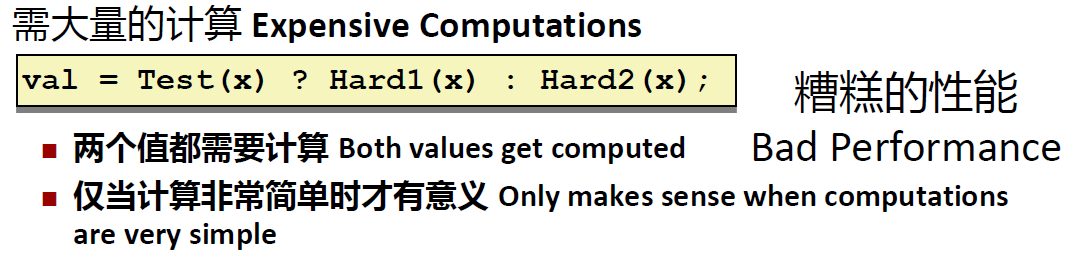 需大量的计算 Expensive Computations
val = Test(x) ? Hard1(x) : Hard2(x);
糟糕的性能
Bad Performance
■ 两个值都需要计算 Both values get computed
■ 仅当计算非常简单时才有意义 Only makes sense when computations
are very simple